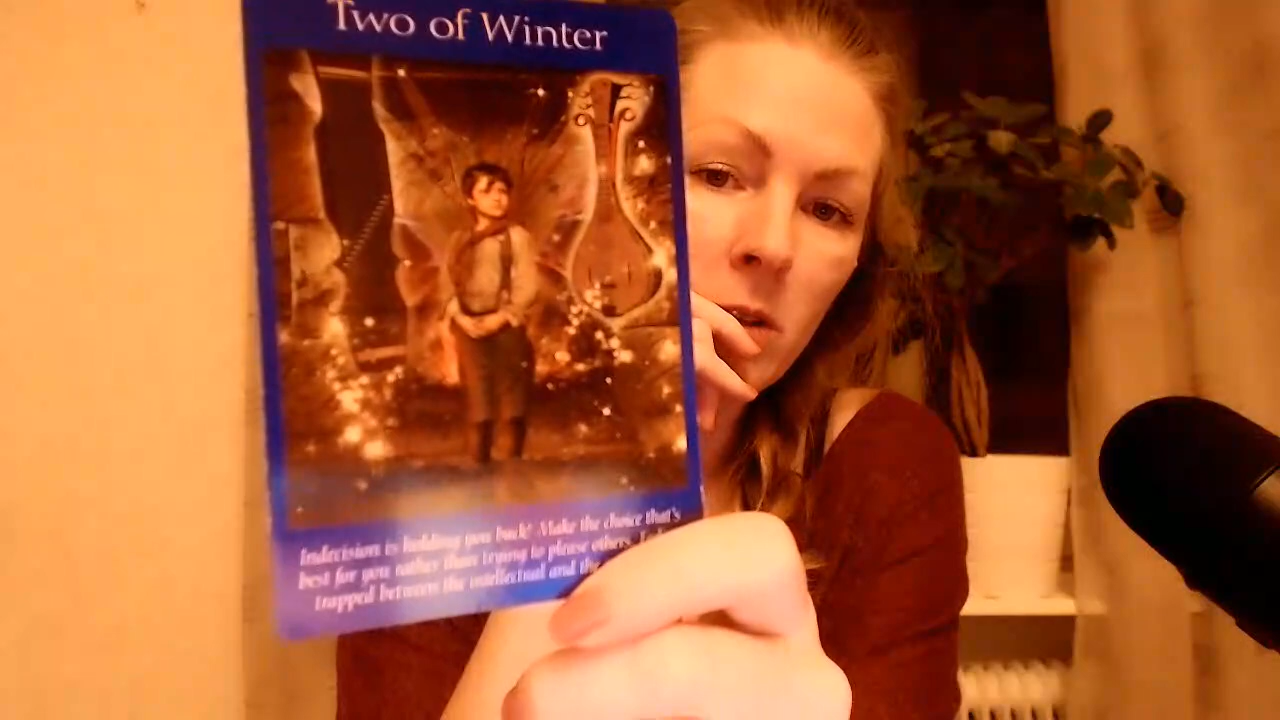 Two of Winter
Indecision is holding you back! Make the choice that's
best for you rather than trying to please others.
trapped between the intellectual and the